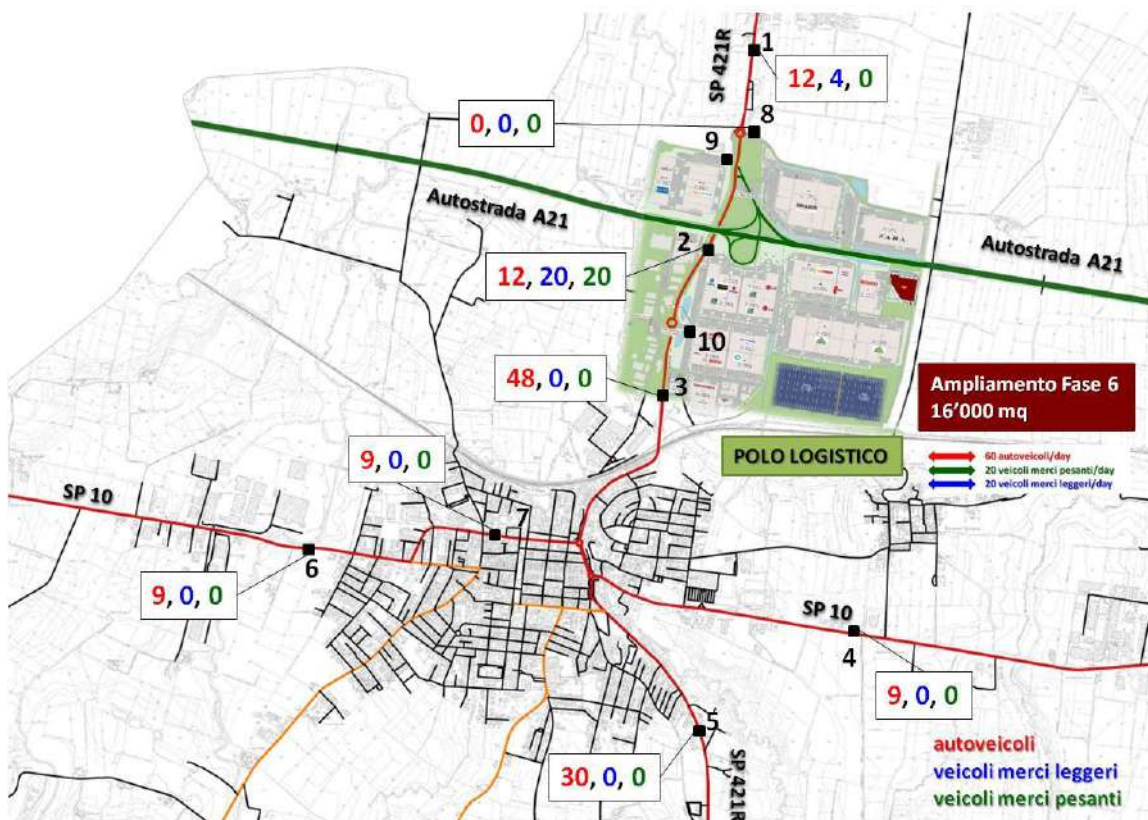 SP 421R
1
12, 4, 0
0, 0, 0
8
9
Autostrada A21
2
Autostrada A21
12, 20, 20
10
48, 0, 0
3
Ampliamento Fase 6
16’000 mq
9, 0, 0
POLO LOGISTICO
60 autoveicoli/day
20 veicoli merci pesanti/day
20 veicoli merci leggeri/day
SP 10
7
6
9, 0, 0
SP 10
4
9, 0, 0
5
30, 0, 0
SP 421R
autoveicoli
veicoli merci leggeri
veicoli merci pesanti